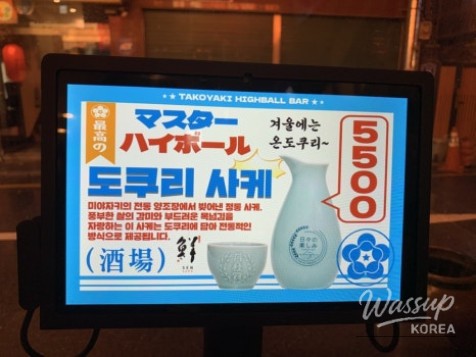 ★ ★ TAKOYAKI HIGHBALL BAR ★ ★
最高の
マスター
ハイボール
겨울에는
온도쿠리~
5500
도쿠리 사케
미야자키의 전통 양조장에서 빚어낸 정통 사케.
풍부한 쌀의 감미와 부드러운 목넘김을
자랑하는 이 사케는 도쿠리에 담아 전통적인
방식으로 제공됩니다.
(酒場)
鮮
SEN
Wassup
KOREA